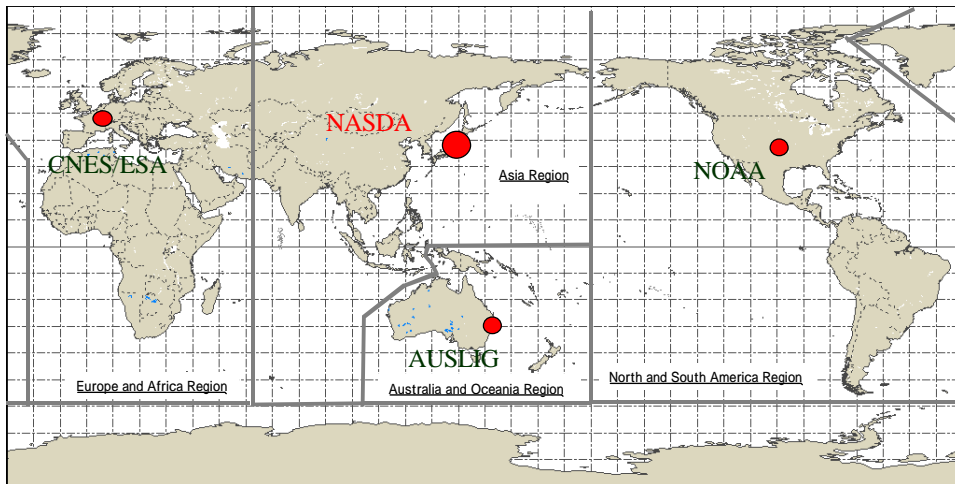 NASDA
CNES/ESA
NOAA
Asia Region
AUSLIG
Europe and Africa Region
Australia and Oceania Region
North and South America Region